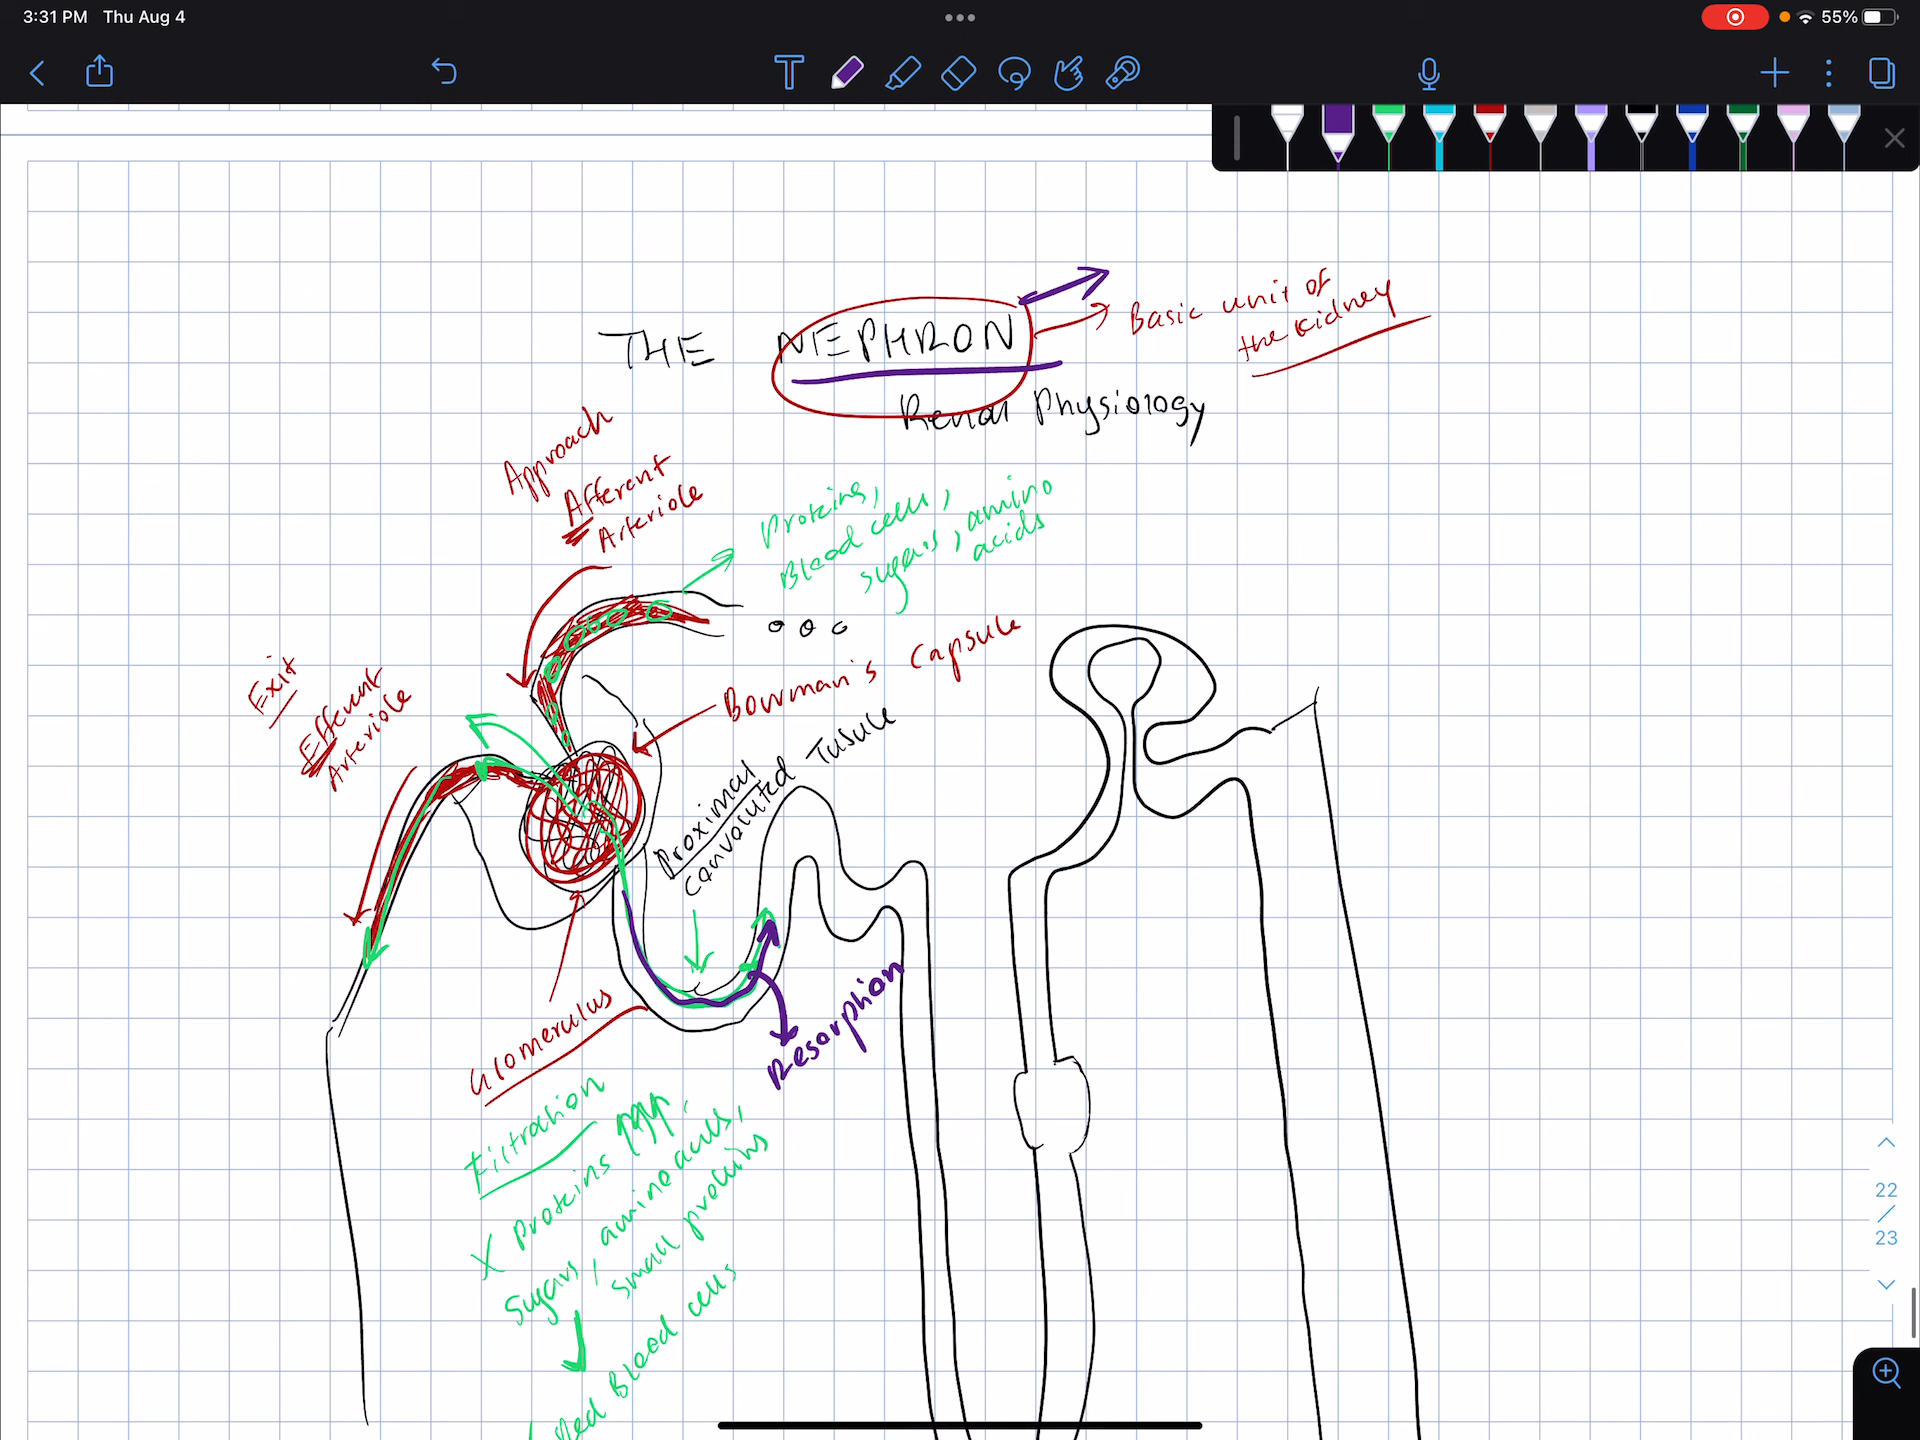 3:31 PM Thu Aug 4
55%
THE NEPHRON
Basic unit of
the Kidney
Renal Physiology
Approach
Afferent
Arteriole
Proteins,
Blood cells,
sugars, amino
acids
Exit
Efferent
Arteriole
Bowman's Capsule
Proximal
Convoluted Tusule
Resorption
Glomerulus
Filtration
X proteins
Sugars, amino acids,
small proteins
Red Blood cells
22
/
23